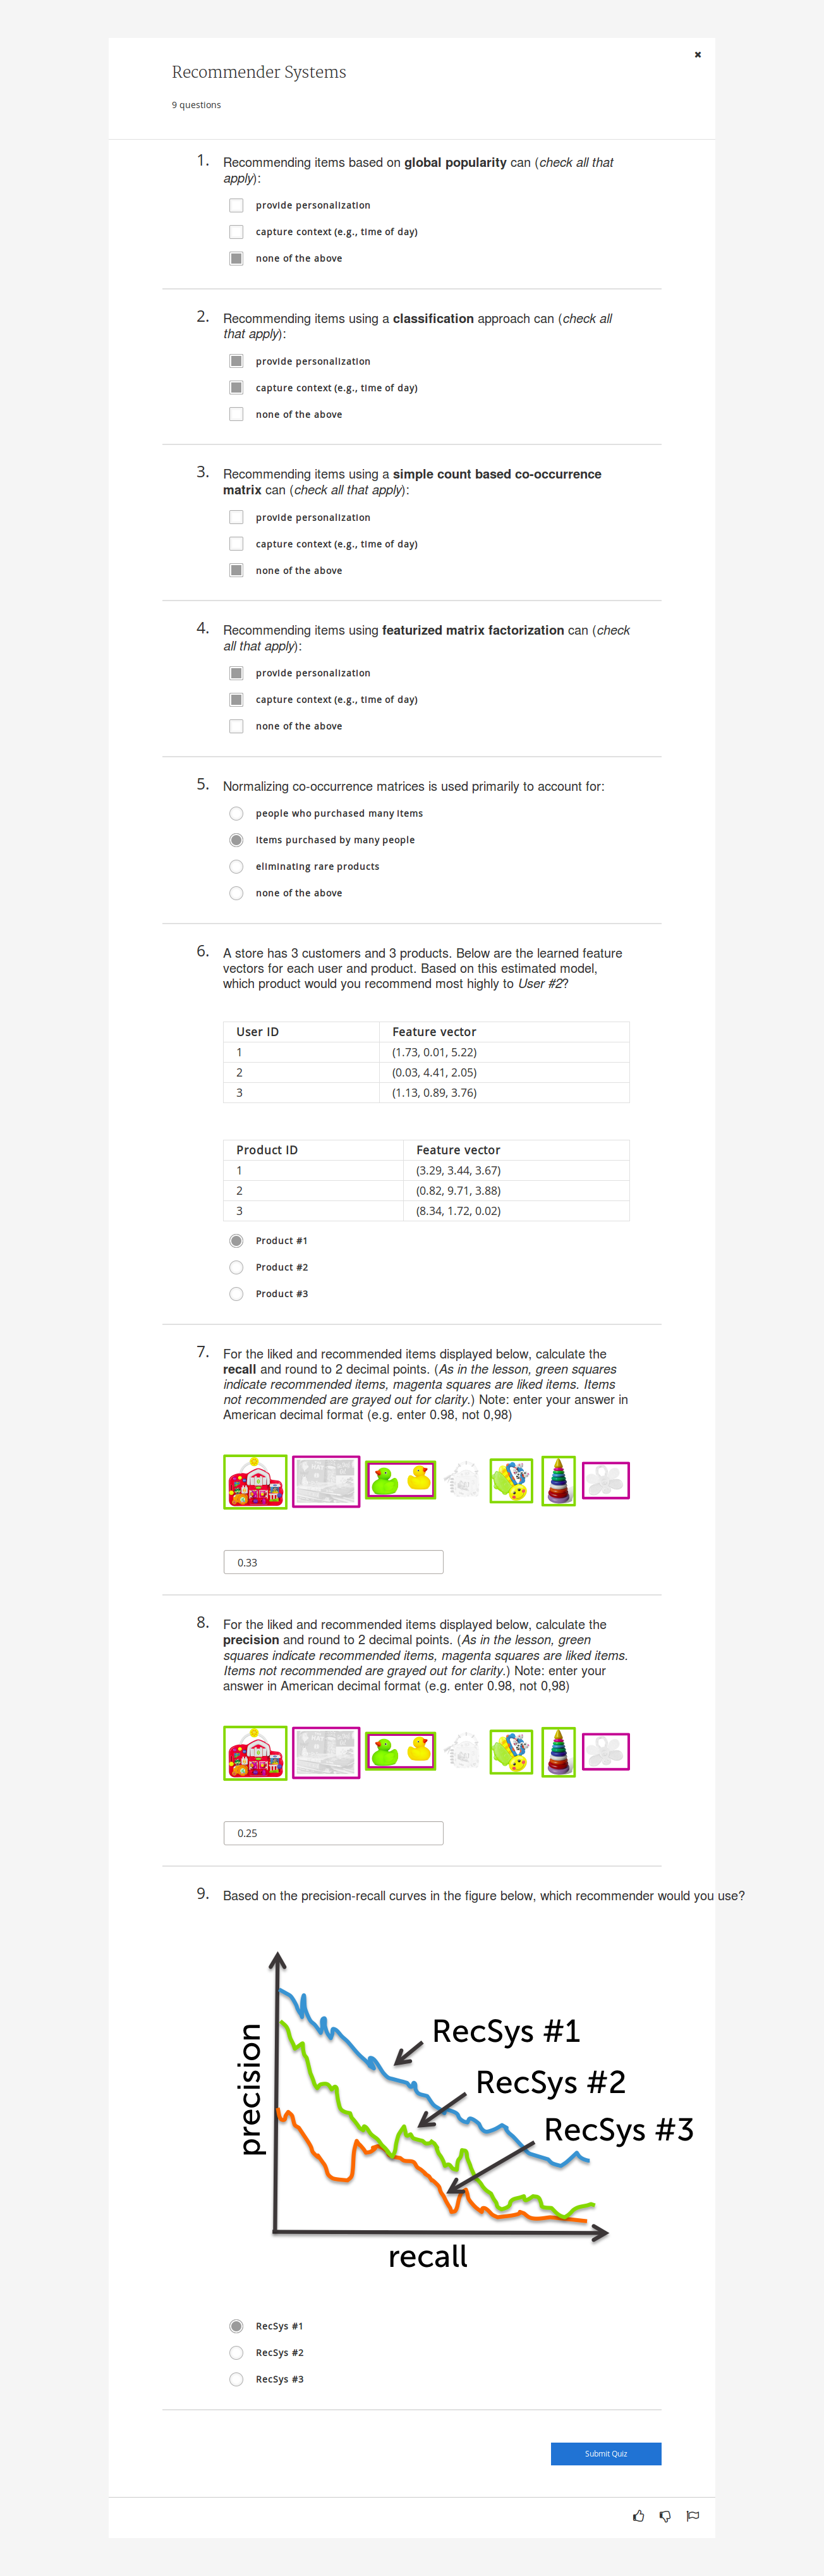 Recommender Systems
9 questions
1. Recommending items based on global popularity can (check all that
apply):
provide personalization
capture context (e.g., time of day)
none of the above
2. Recommending items using a classification approach can (check all
that apply):
provide personalization
capture context (e.g., time of day)
none of the above
3. Recommending items using a simple count based co-occurrence
matrix can (check all that apply):
provide personalization
capture context (e.g., time of day)
none of the above
4. Recommending items using featurized matrix factorization can (check
all that apply):
provide personalization
capture context (e.g., time of day)
none of the above
5. Normalizing co-occurrence matrices is used primarily to account for:
people who purchased many items
items purchased by many people
eliminating rare products
none of the above
6. A store has 3 customers and 3 products. Below are the learned feature
vectors for each user and product. Based on this estimated model,
which product would you recommend most highly to User #2?
User ID Feature vector
1 (1.73, 0.01, 5.22)
2 (0.03, 4.41, 2.05)
3 (1.13, 0.89, 3.76)
Product ID Feature vector
1 (3.29, 3.44, 3.67)
2 (0.82, 9.71, 3.88)
3 (8.34, 1.72, 0.02)
Product #1
Product #2
Product #3
7. For the liked and recommended items displayed below, calculate the
recall and round to 2 decimal points. (As in the lesson, green squares
indicate recommended items, magenta squares are liked items. Items
not recommended are grayed out for clarity.) Note: enter your answer in
American decimal format (e.g. enter 0.98, not 0,98)
0.33
8. For the liked and recommended items displayed below, calculate the
precision and round to 2 decimal points. (As in the lesson, green
squares indicate recommended items, magenta squares are liked items.
Items not recommended are grayed out for clarity.) Note: enter your
answer in American decimal format (e.g. enter 0.98, not 0,98)
0.25
9. Based on the precision-recall curves in the figure below, which recommender would you use?
RecSys #1
RecSys #2
RecSys #3
precision
recall
RecSys #1
RecSys #2
RecSys #3
Submit Quiz